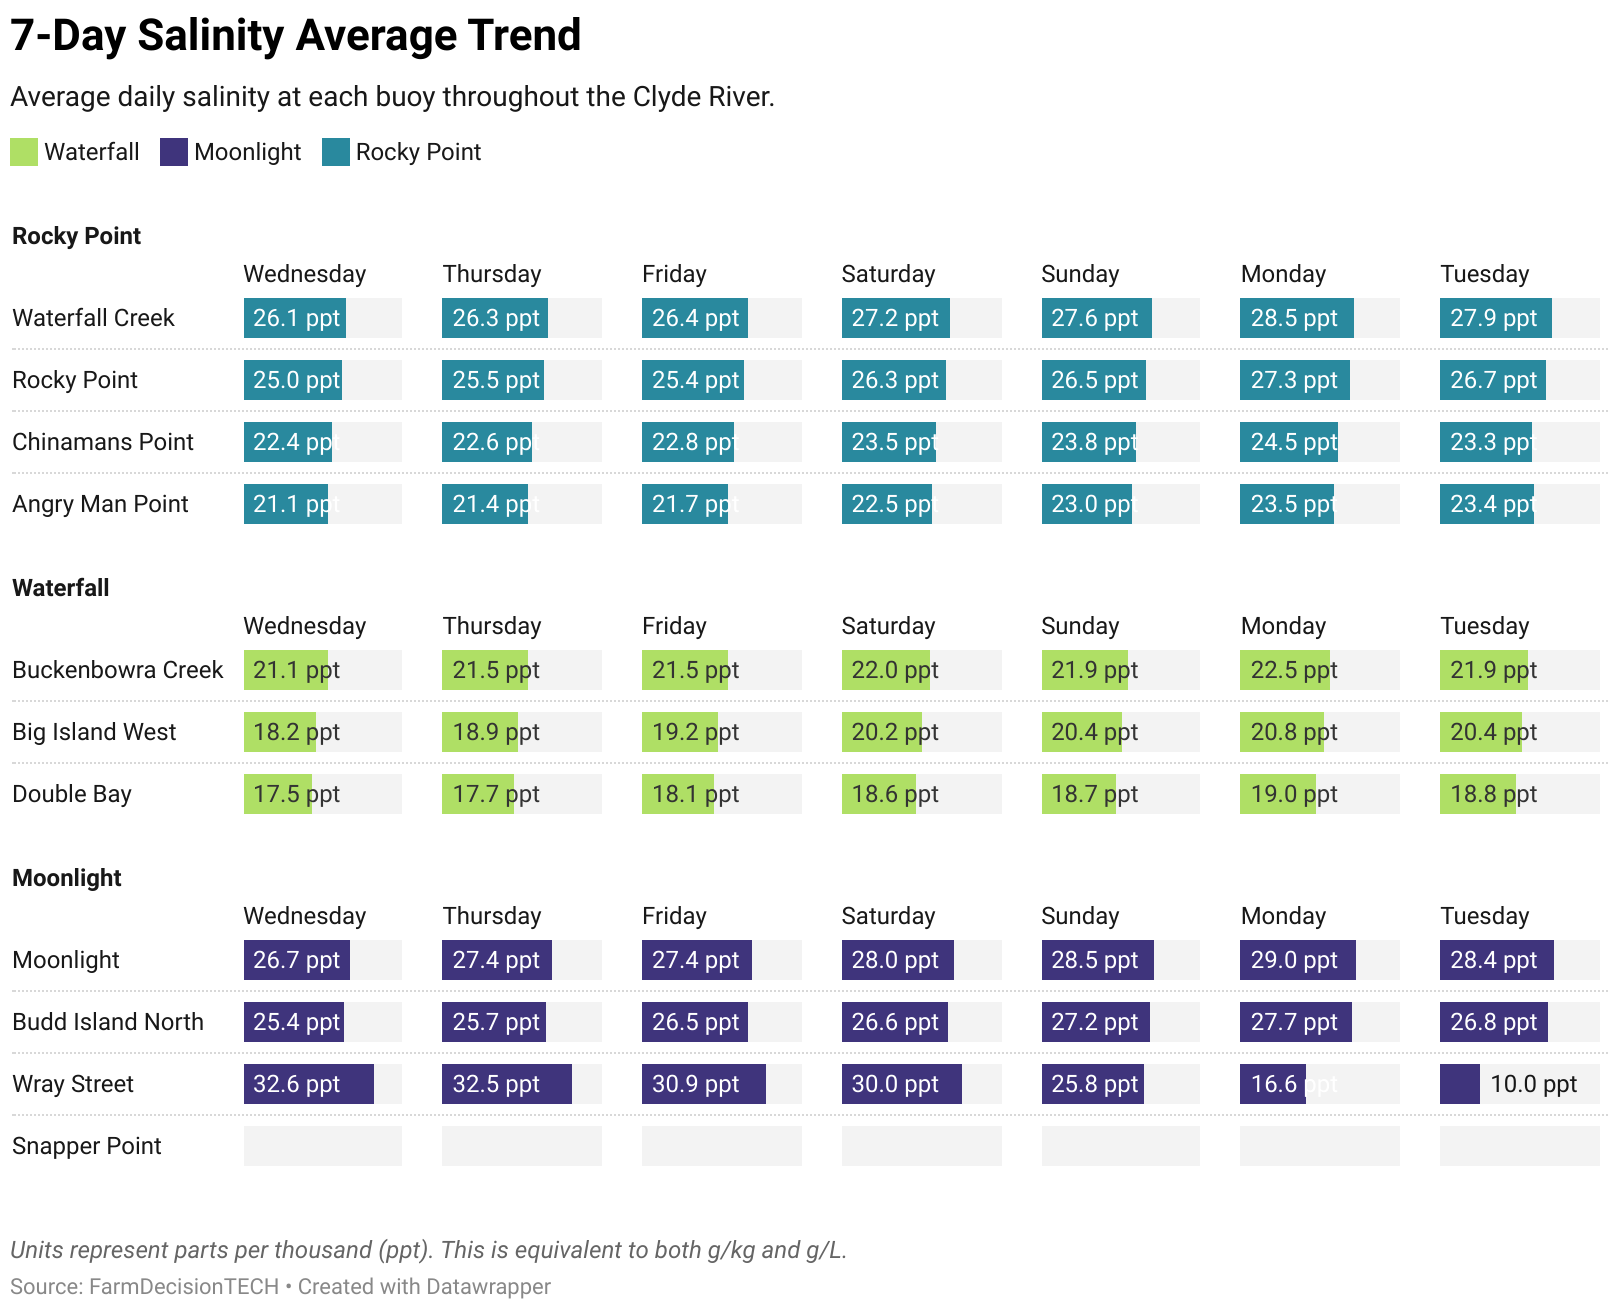 7-Day Salinity Average Trend
Average daily salinity at each buoy throughout the Clyde River.
Waterfall Moonlight Rocky Point
Rocky Point
Wednesday Thursday Friday Saturday Sunday Monday Tuesday
Waterfall Creek 26.1 ppt 26.3 ppt 26.4 ppt 27.2 ppt 27.6 ppt 28.5 ppt 27.9 ppt
Rocky Point 25.0 ppt 25.5 ppt 25.4 ppt 26.3 ppt 26.5 ppt 27.3 ppt 26.7 ppt
Chinamans Point 22.4 ppt 22.6 ppt 22.8 ppt 23.5 ppt 23.8 ppt 24.5 ppt 23.3 ppt
Angry Man Point 21.1 ppt 21.4 ppt 21.7 ppt 22.5 ppt 23.0 ppt 23.5 ppt 23.4 ppt
Waterfall
Wednesday Thursday Friday Saturday Sunday Monday Tuesday
Buckenbowra Creek 21.1 ppt 21.5 ppt 21.5 ppt 22.0 ppt 21.9 ppt 22.5 ppt 21.9 ppt
Big Island West 18.2 ppt 18.9 ppt 19.2 ppt 20.2 ppt 20.4 ppt 20.8 ppt 20.4 ppt
Double Bay 17.5 ppt 17.7 ppt 18.1 ppt 18.6 ppt 18.7 ppt 19.0 ppt 18.8 ppt
Moonlight
Wednesday Thursday Friday Saturday Sunday Monday Tuesday
Moonlight 26.7 ppt 27.4 ppt 27.4 ppt 28.0 ppt 28.5 ppt 29.0 ppt 28.4 ppt
Budd Island North 25.4 ppt 25.7 ppt 26.5 ppt 26.6 ppt 27.2 ppt 27.7 ppt 26.8 ppt
Wray Street 32.6 ppt 32.5 ppt 30.9 ppt 30.0 ppt 25.8 ppt 16.6 ppt 10.0 ppt
Snapper Point
Units represent parts per thousand (ppt). This is equivalent to both g/kg and g/L.
Source: FarmDecisionTECH • Created with Datawrapper